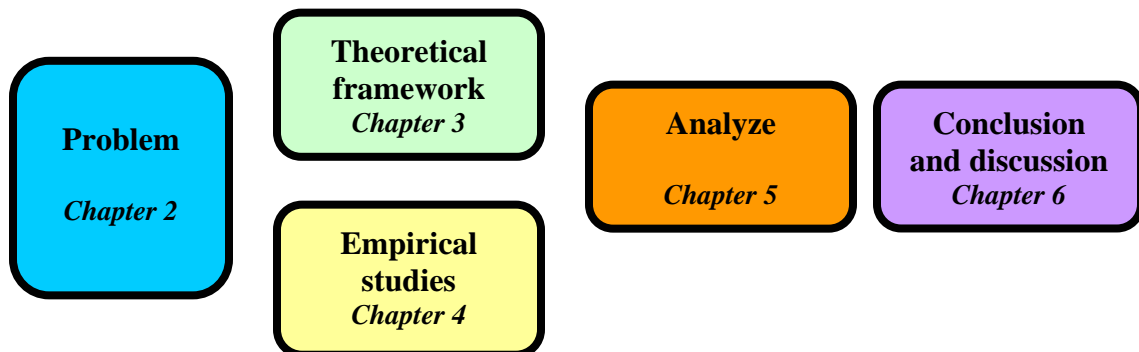 Problem
Chapter 2
Theoretical
framework
Chapter 3
Empirical
studies
Chapter 4
Analyze
Chapter 5
Conclusion
and discussion
Chapter 6